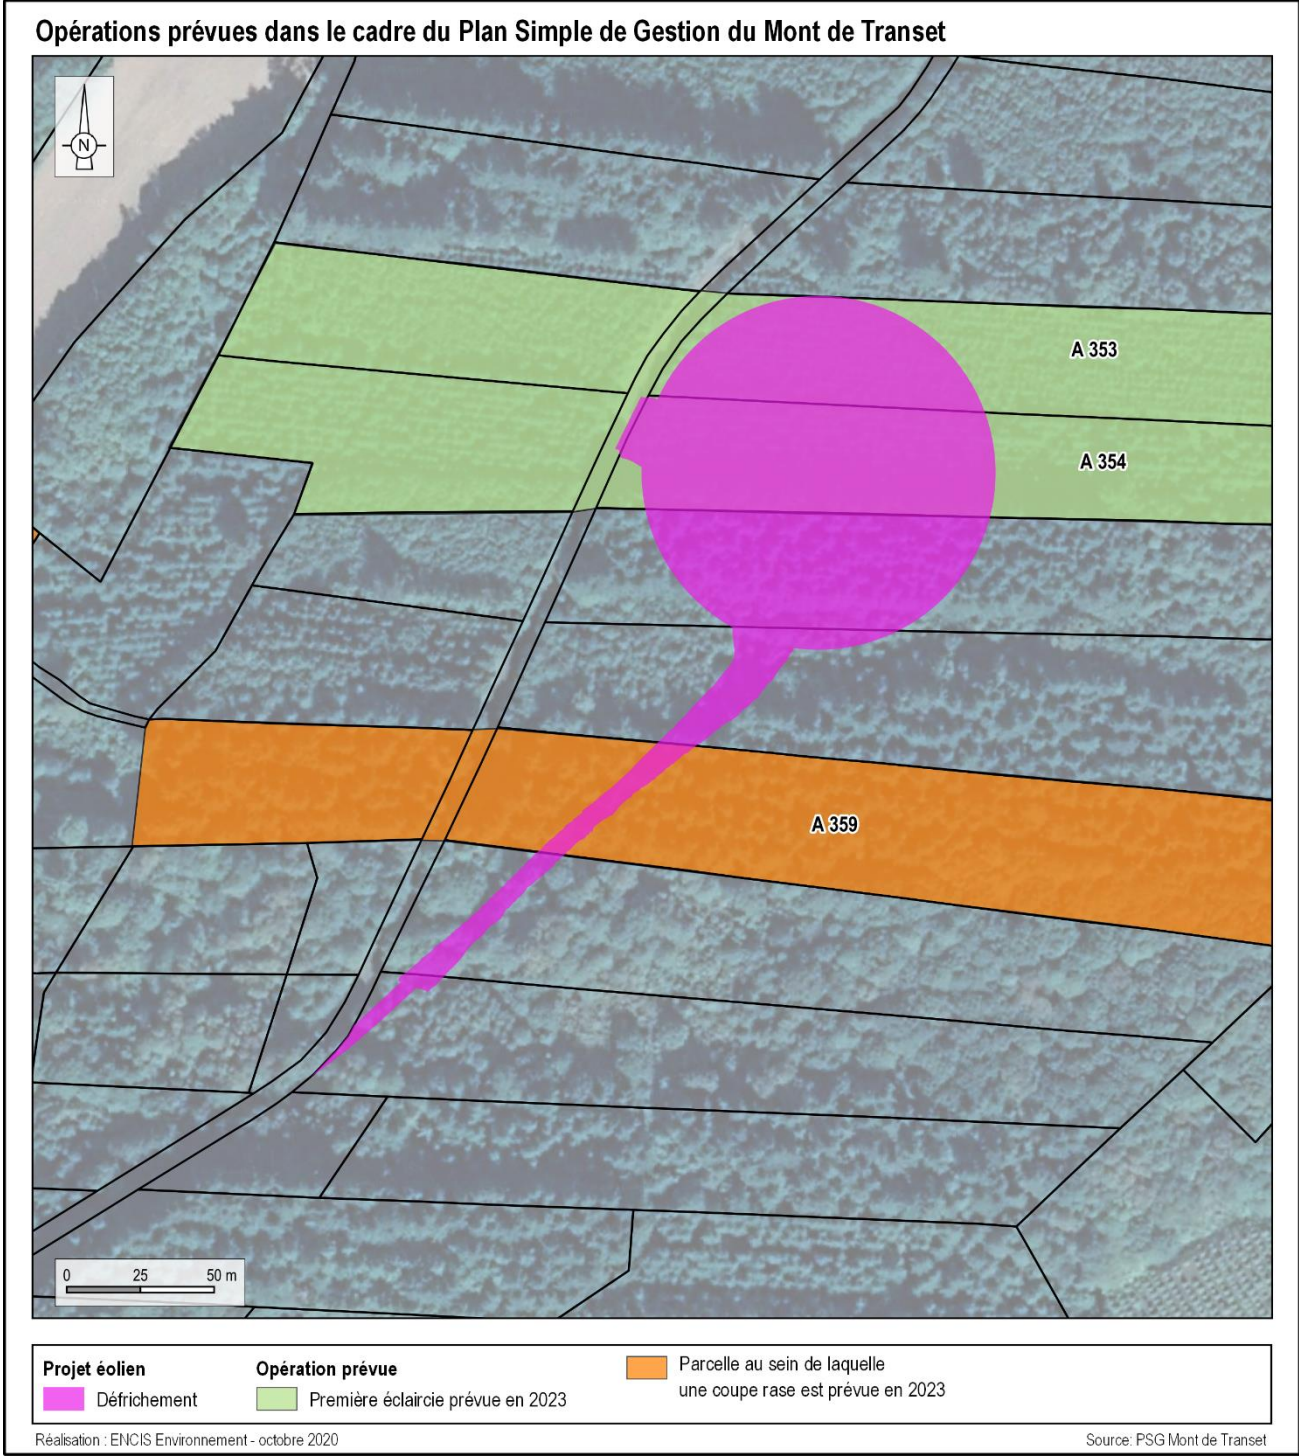 Opérations prévues dans le cadre du Plan Simple de Gestion du Mont de Transet
N
A 353
A 354
A 359
0 25 50 m
Projet éolien
Défrichement
Opération prévue
Première éclaircie prévue en 2023
Parcelle au sein de laquelle
une coupe rase est prévue en 2023
Réalisation : ENCIS Environnement - octobre 2020
Source: PSG Mont de Transet